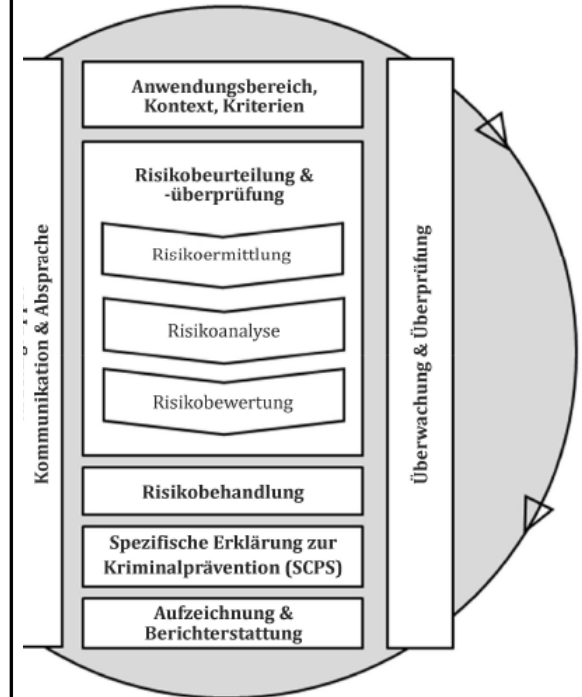 Kommunikation & Absprache
Anwendungsbereich,
Kontext, Kriterien
Risikobeurteilung &
-überprüfung
Risikoermittlung
Risikoanalyse
Risikobewertung
Risikobehandlung
Spezifische Erklärung zur
Kriminalprävention (SCPS)
Aufzeichnung &
Berichterstattung
Überwachung & Überprüfung